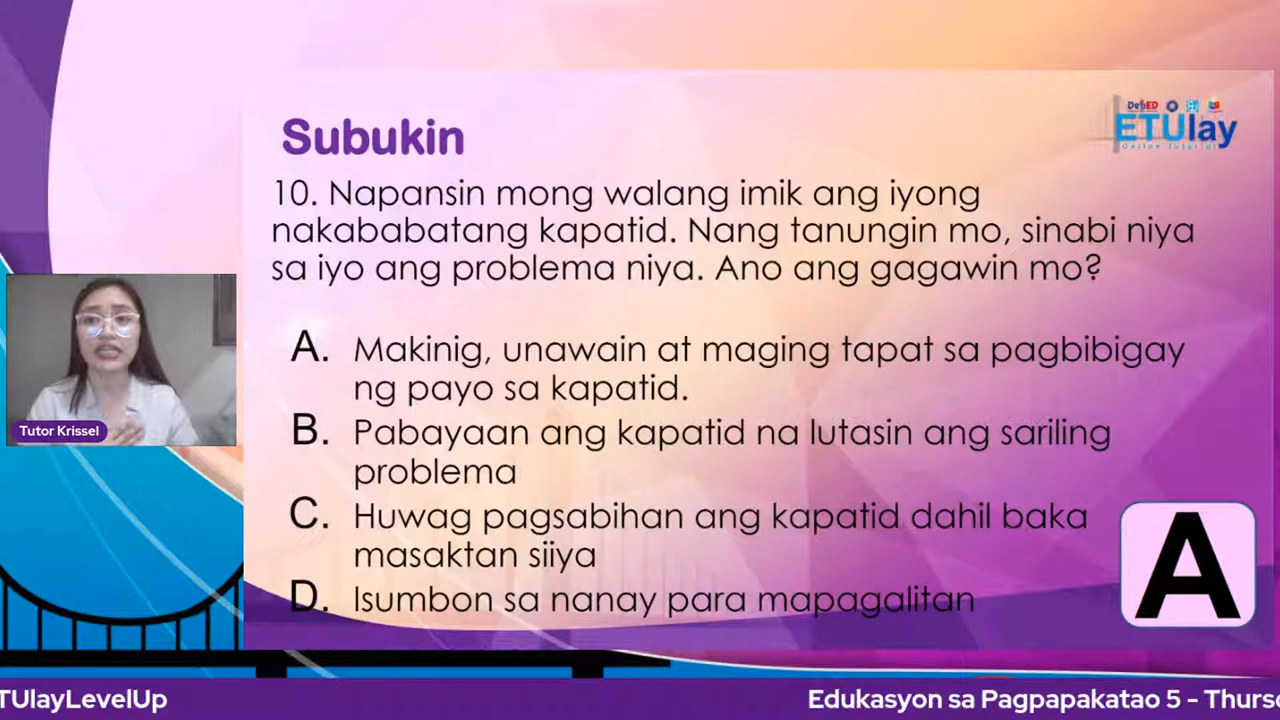 DepED
ETUlay
Online Tutorial
Subukin
10. Napansin mong walang imik ang iyong
nakababatang kapatid. Nang tanungin mo, sinabi niya
sa iyo ang problema niya. Ano ang gagawin mo?
A. Makinig, unawain at maging tapat sa pagbibigay
ng payo sa kapatid.
B. Pabayaan ang kapatid na lutasin ang sariling
problema
C. Huwag pagsabihan ang kapatid dahil baka
masaktan siiya
D. Isumbon sa nanay para mapagalitan
A
Tutor Krissel
TUlayLevelUp
Edukasyon sa Pagpapakatao 5 - Thurs